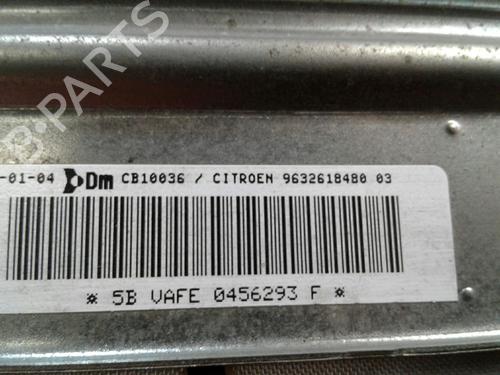 -01-04 Dm CB10036 / CITROEN 9632618480 03
* 5B VAFE 0456293 F *
B-PARTS